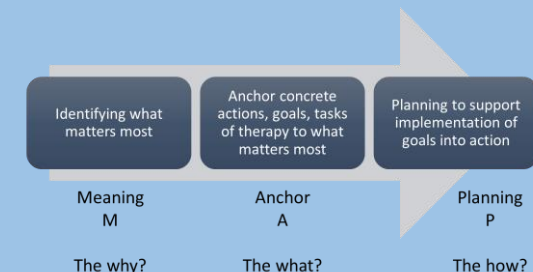 Identifying what
matters most
Anchor concrete
actions, goals, tasks
of therapy to what
matters most
Planning to support
implementation of
goals into action
Meaning
M
The why?
Anchor
A
The what?
Planning
P
The how?